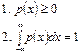 1. p(x) ≥ 0
2. ∫_{-∞}^{∞} p(x)dx = 1